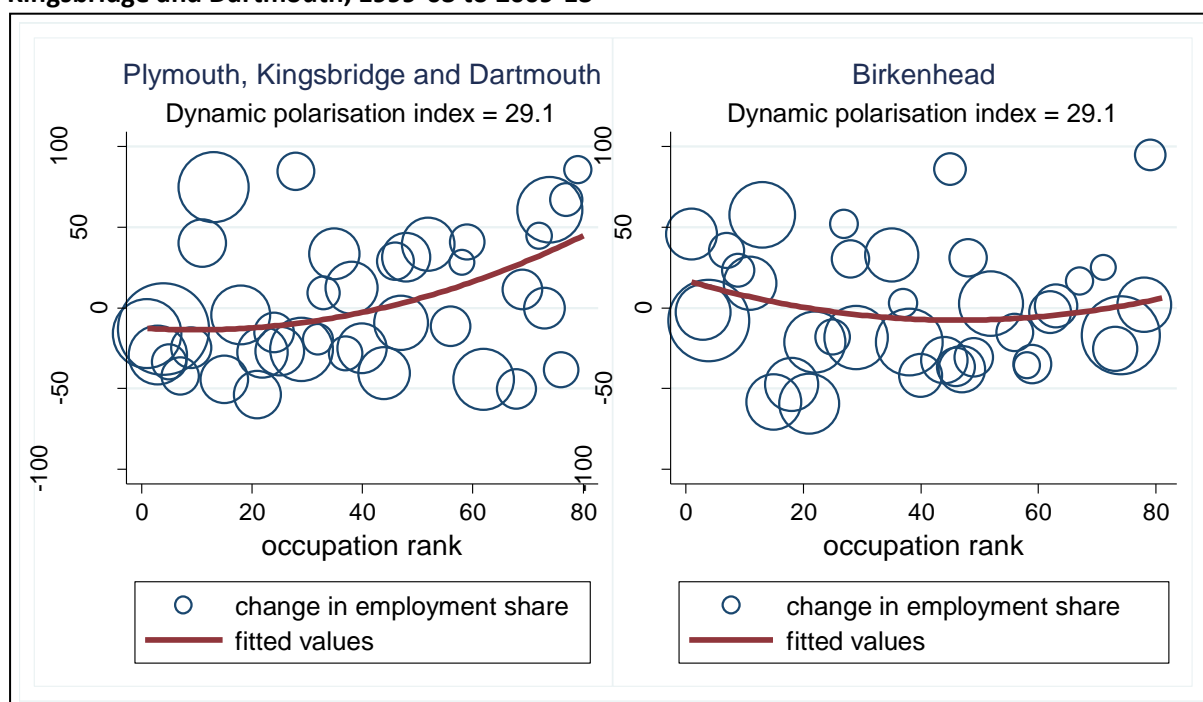 Kingsbridge and Dartmouth, 1999-03 to 2009-13
Plymouth, Kingsbridge and Dartmouth
Dynamic polarisation index = 29.1
100
50
0
-50
-100
0 20 40 60 80
occupation rank
change in employment share
fitted values
Birkenhead
Dynamic polarisation index = 29.1
100
50
0
-50
-100
0 20 40 60 80
occupation rank
change in employment share
fitted values